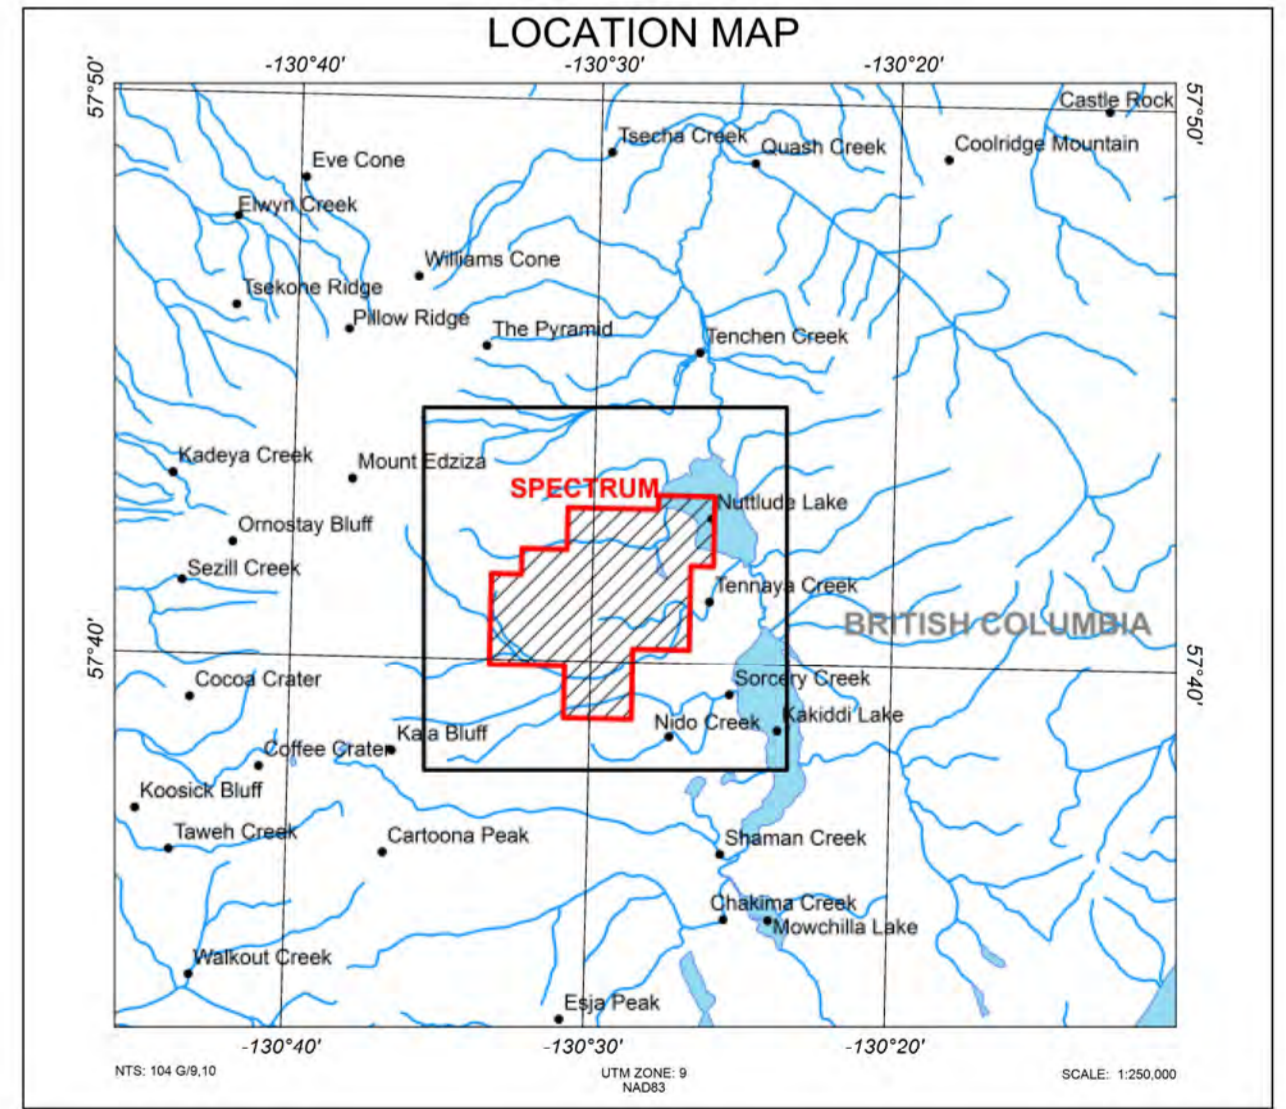 LOCATION MAP
-130°40'
-130°30'
-130°20'
57°50'
57°50'
Castle Rock
Tsecha Creek
Quash Creek
Coolridge Mountain
Eve Cone
Elwyn Creek
Williams Cone
Tsekone Ridge
Pillow Ridge
The Pyramid
Tenchen Creek
Kadeya Creek
Mount Edziza
SPECTRUM
Nuttlude Lake
Ornostay Bluff
Sezill Creek
Tennaya Creek
BRITISH COLUMBIA
57°40'
57°40'
Cocoa Crater
Sorcery Creek
Nido Creek
Kakiddi Lake
Kaia Bluff
Coffee Crater
Koosick Bluff
Taweh Creek
Cartoona Peak
Shaman Creek
Chakima Creek
Mowchilla Lake
Walkout Creek
Esja Peak
-130°40'
-130°30'
-130°20'
NTS: 104 G/9,10
UTM ZONE: 9
NAD83
SCALE: 1:250,000